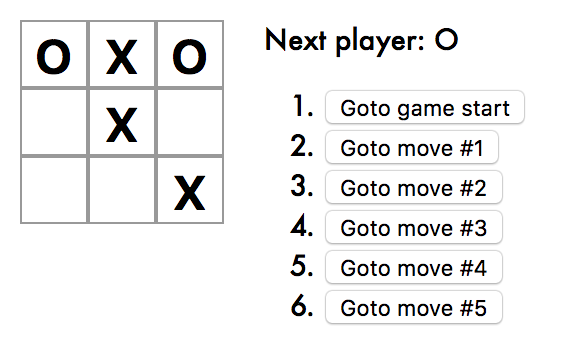 O X O
X
X
Next player: O
1. Goto game start
2. Goto move #1
3. Goto move #2
4. Goto move #3
5. Goto move #4
6. Goto move #5